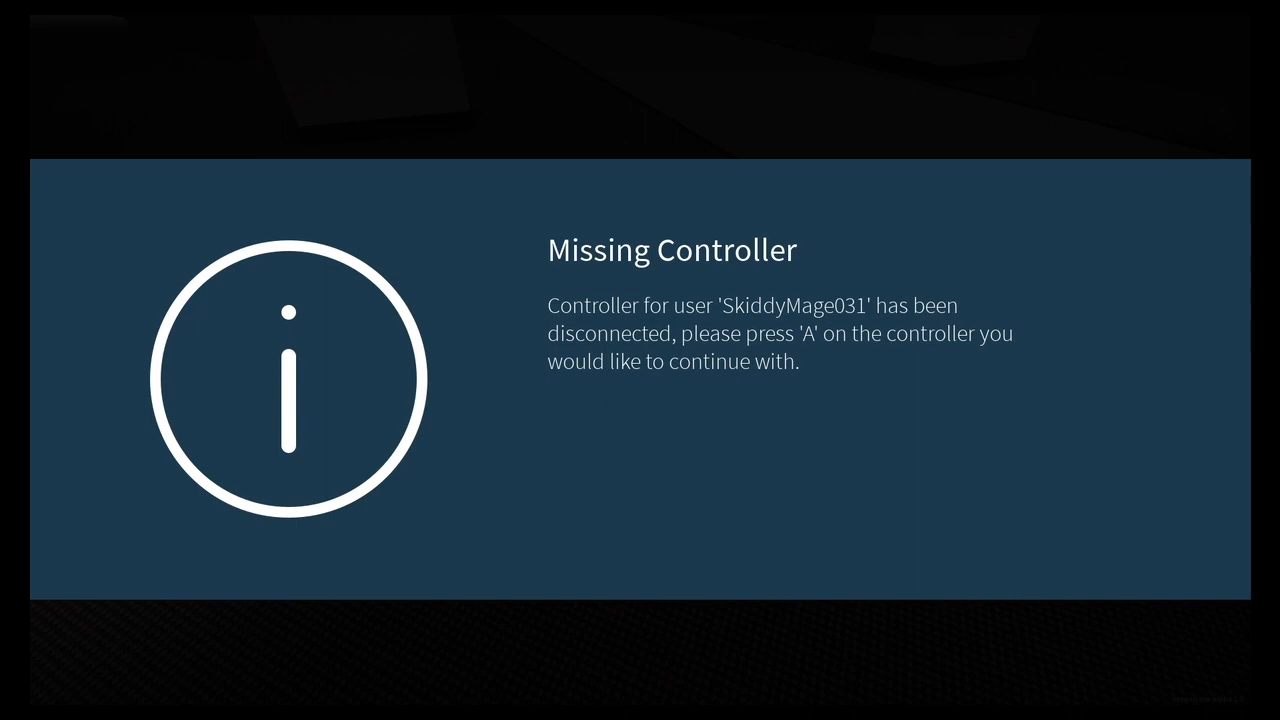 Missing Controller
Controller for user 'SkiddyMage031' has been
disconnected, please press 'A' on the controller you
would like to continue with.